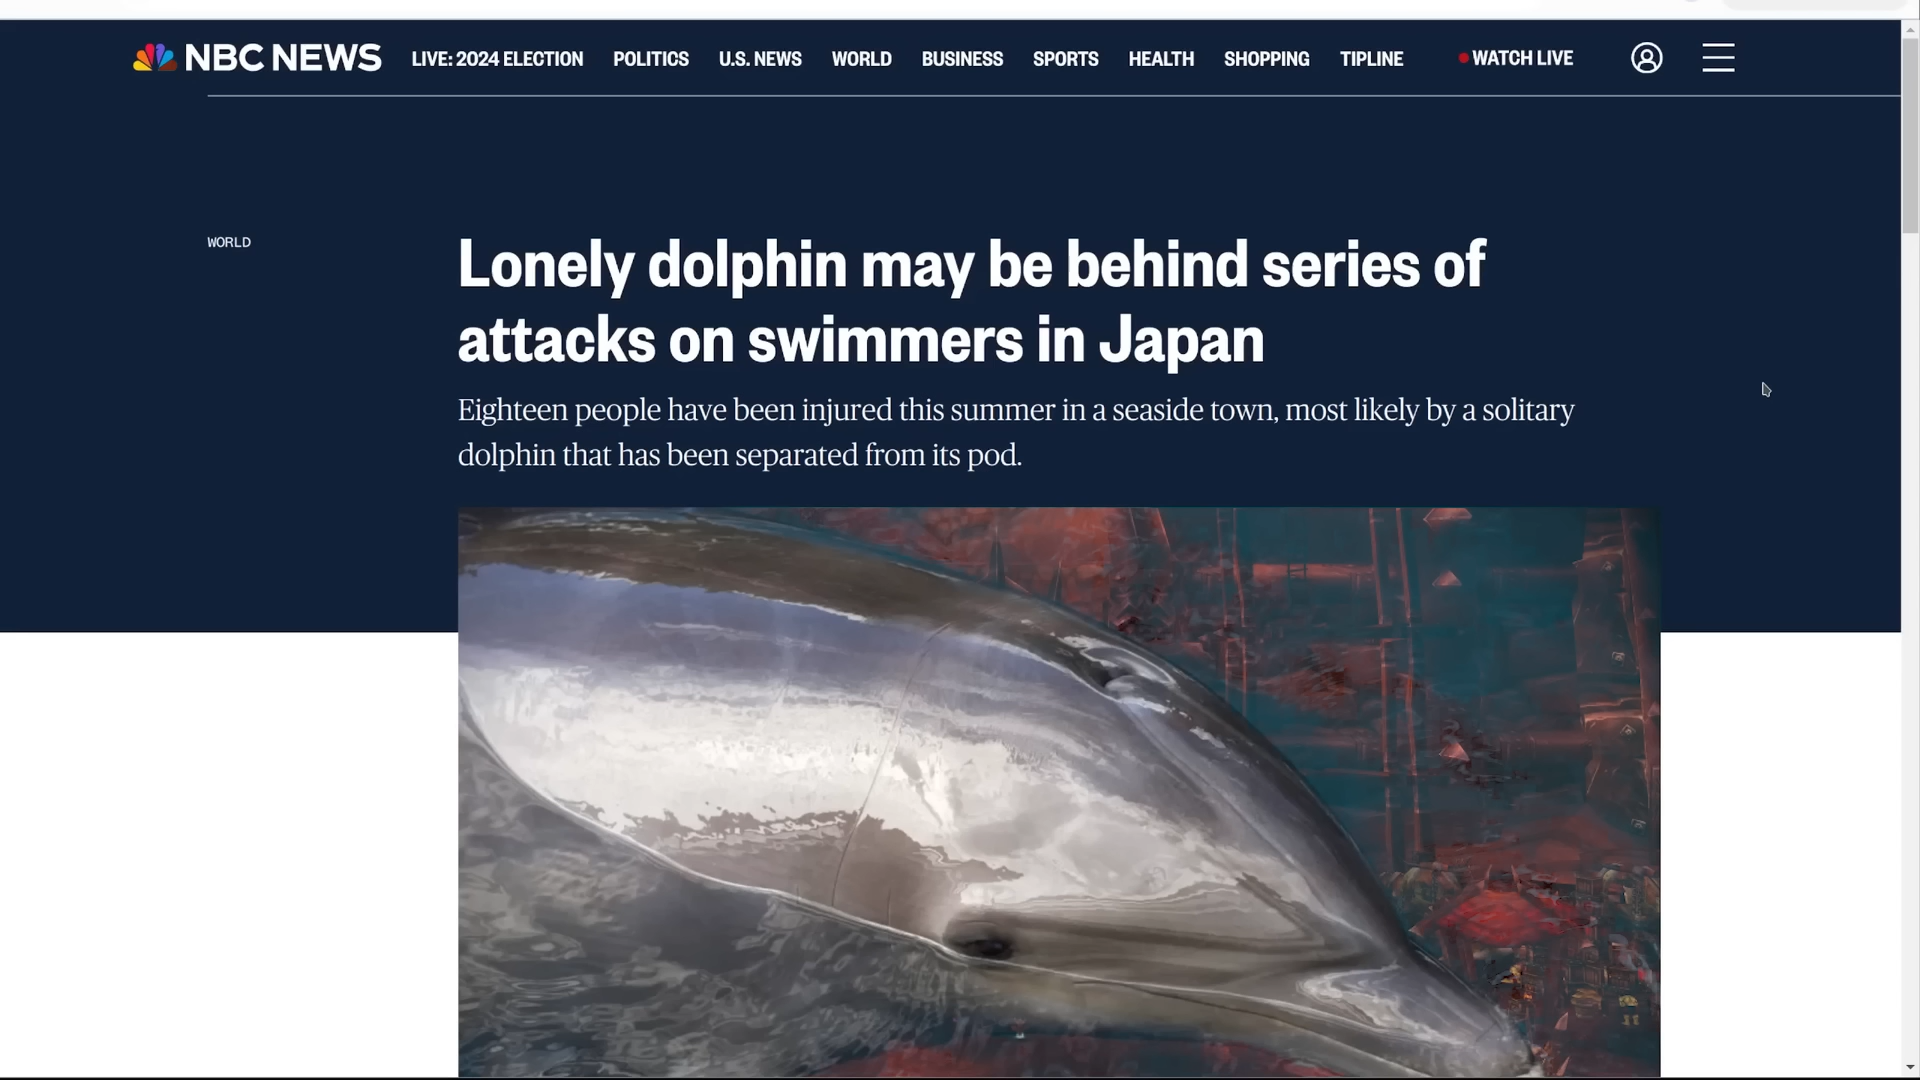 NBC NEWS
LIVE: 2024 ELECTION POLITICS U.S. NEWS WORLD BUSINESS SPORTS HEALTH SHOPPING TIPLINE WATCH LIVE
WORLD
Lonely dolphin may be behind series of
attacks on swimmers in Japan
Eighteen people have been injured this summer in a seaside town, most likely by a solitary
dolphin that has been separated from its pod.